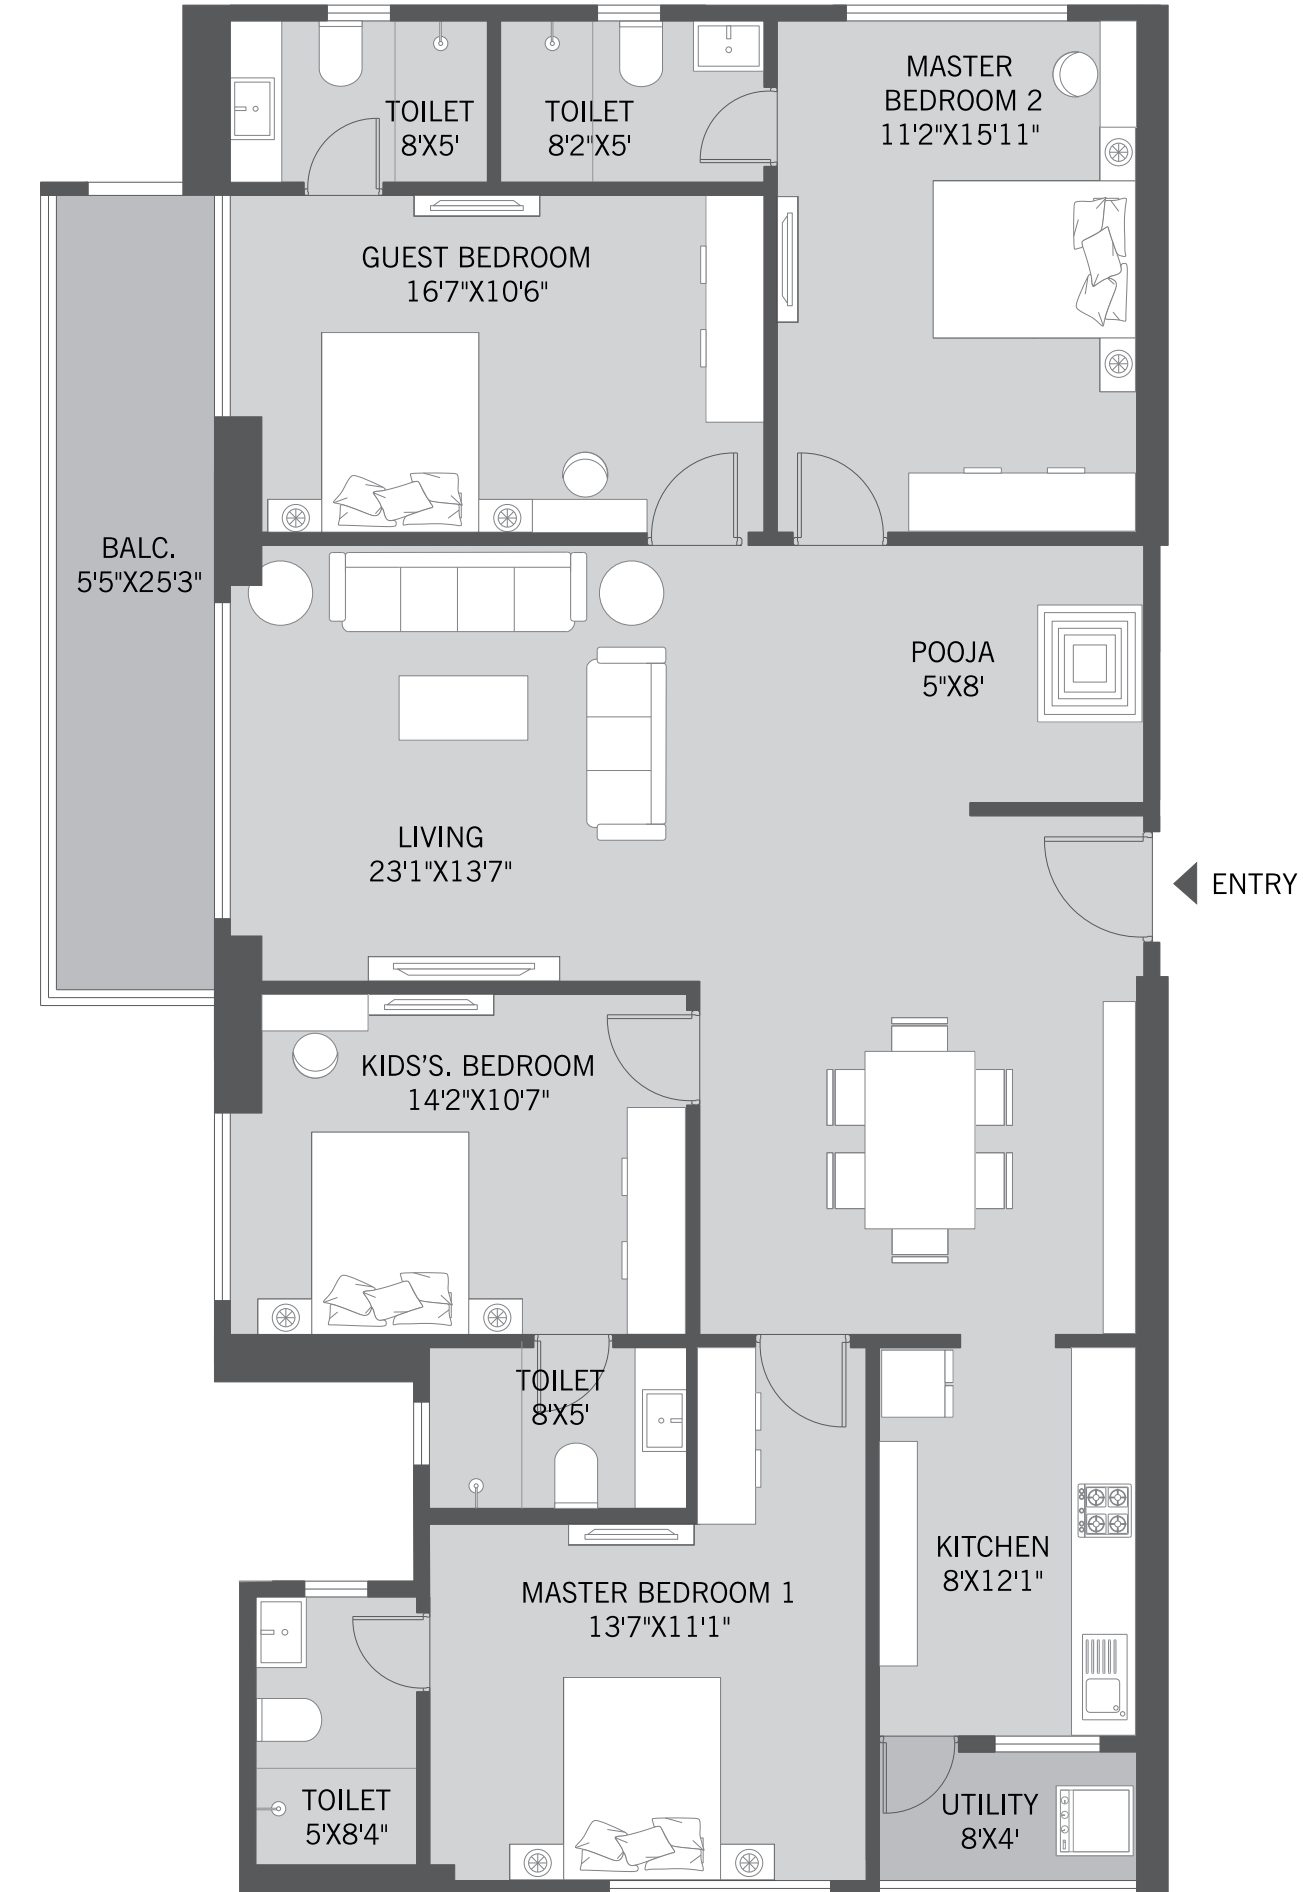 TOILET
8'X5'
TOILET
8'2"X5'
MASTER
BEDROOM 2
11'2"X15'11"
GUEST BEDROOM
16'7"X10'6"
BALC.
5'5"X25'3"
POOJA
5"X8'
LIVING
23'1"X13'7"
ENTRY
KIDS'S. BEDROOM
14'2"X10'7"
TOILET
8'X5'
KITCHEN
8'X12'1"
MASTER BEDROOM 1
13'7"X11'1"
TOILET
5'X8'4"
UTILITY
8'X4'